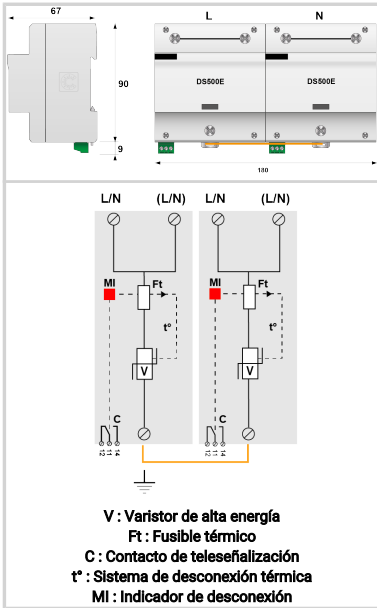 67
L N
90
DS500E DS500E
9
180
L/N (L/N) L/N (L/N)
MI Ft MI Ft
t° t°
V V
C C
12 11 14 12 11 14
V : Varistor de alta energía
Ft : Fusible térmico
C : Contacto de teleseñalización
t° : Sistema de desconexión térmica
MI : Indicador de desconexión